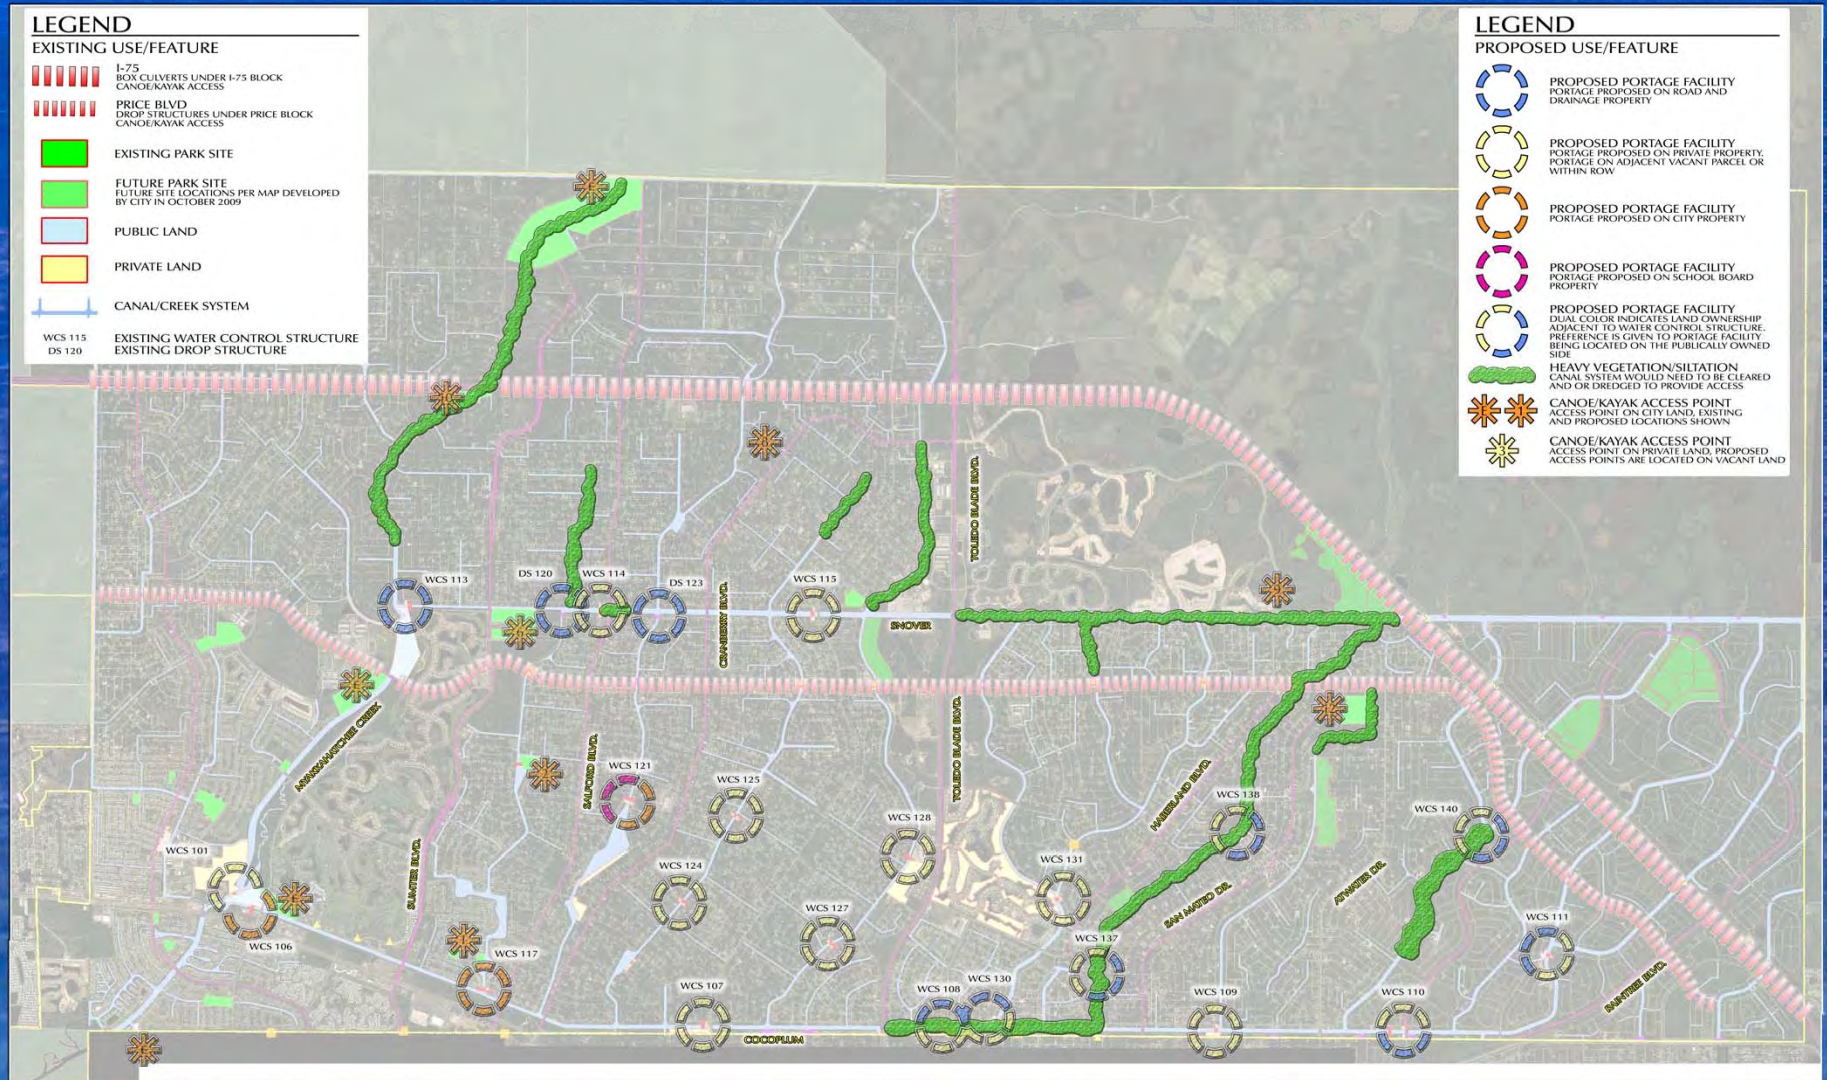 LEGEND
EXISTING USE/FEATURE
I-75
BOX CULVERTS UNDER I-75 BLOCK
CANOE/KAYAK ACCESS
PRICE BLVD
DROP STRUCTURES UNDER PRICE BLOCK
CANOE/KAYAK ACCESS
EXISTING PARK SITE
FUTURE PARK SITE
FUTURE SITE LOCATIONS PER MAP DEVELOPED
BY CITY IN OCTOBER 2009
PUBLIC LAND
PRIVATE LAND
CANAL/CREEK SYSTEM
WCS 115 EXISTING WATER CONTROL STRUCTURE
DS 120 EXISTING DROP STRUCTURE
LEGEND
PROPOSED USE/FEATURE
PROPOSED PORTAGE FACILITY
PORTAGE PROPOSED ON ROAD AND
DRAINAGE PROPERTY
PROPOSED PORTAGE FACILITY
PORTAGE PROPOSED ON PRIVATE PROPERTY.
PORTAGE ON ADJACENT VACANT PARCEL OR
WITHIN ROW
PROPOSED PORTAGE FACILITY
PORTAGE PROPOSED ON CITY PROPERTY
PROPOSED PORTAGE FACILITY
PORTAGE PROPOSED ON SCHOOL BOARD
PROPERTY
PROPOSED PORTAGE FACILITY
DUAL COLOR INDICATES LAND OWNERSHIP
ADJACENT TO WATER CONTROL STRUCTURE.
PREFERENCE IS GIVEN TO PORTAGE FACILITY
BEING LOCATED ON THE PUBLICALLY OWNED
SIDE
HEAVY VEGETATION/SILTATION
CANAL SYSTEM WOULD NEED TO BE CLEARED
AND OR DREDGED TO PROVIDE ACCESS
CANOE/KAYAK ACCESS POINT
ACCESS POINT ON CITY LAND, EXISTING
AND PROPOSED LOCATIONS SHOWN
CANOE/KAYAK ACCESS POINT
ACCESS POINT ON PRIVATE LAND, PROPOSED
ACCESS POINTS ARE LOCATED ON VACANT LAND
TOLEDO BLADE BLVD.
WCS 113
DS 120
WCS 114
DS 123
WCS 115
CRANBERRY BLVD.
SNOVER
MYAKKAHATCHEE CREEK
SALFORD BLVD.
TOLEDO BLADE BLVD.
WCS 121
WCS 125
HABERLAND BLVD.
WCS 138
WCS 140
WCS 128
WCS 101
SUMTER BLVD.
WCS 124
WCS 131
SAN MATEO DR.
ATWATER DR.
WCS 127
WCS 111
WCS 106
WCS 117
WCS 137
RAINTREE BLVD.
WCS 107
WCS 108
WCS 130
WCS 109
WCS 110
COCOPLUM